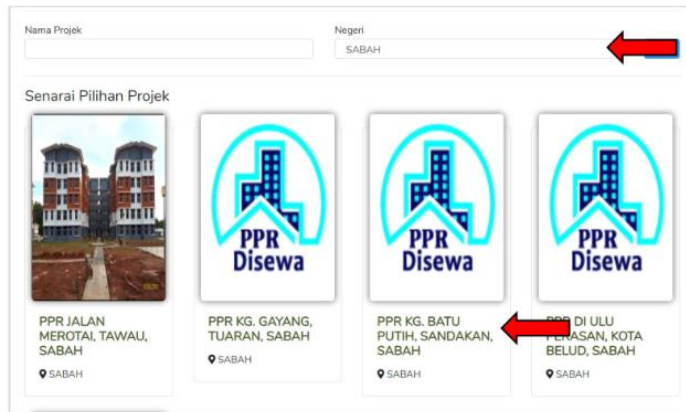 Nama Projek
Negeri
SABAH
Senarai Pilihan Projek
PPR
Disewa
PPR
Disewa
PPR
Disewa
PPR JALAN
MEROTAI, TAWAU,
SABAH
SABAH
PPR KG. GAYANG,
TUARAN, SABAH
SABAH
PPR KG. BATU
PUTIH, SANDAKAN,
SABAH
SABAH
PPR DI ULU
PERASAN, KOTA
BELUD, SABAH
SABAH